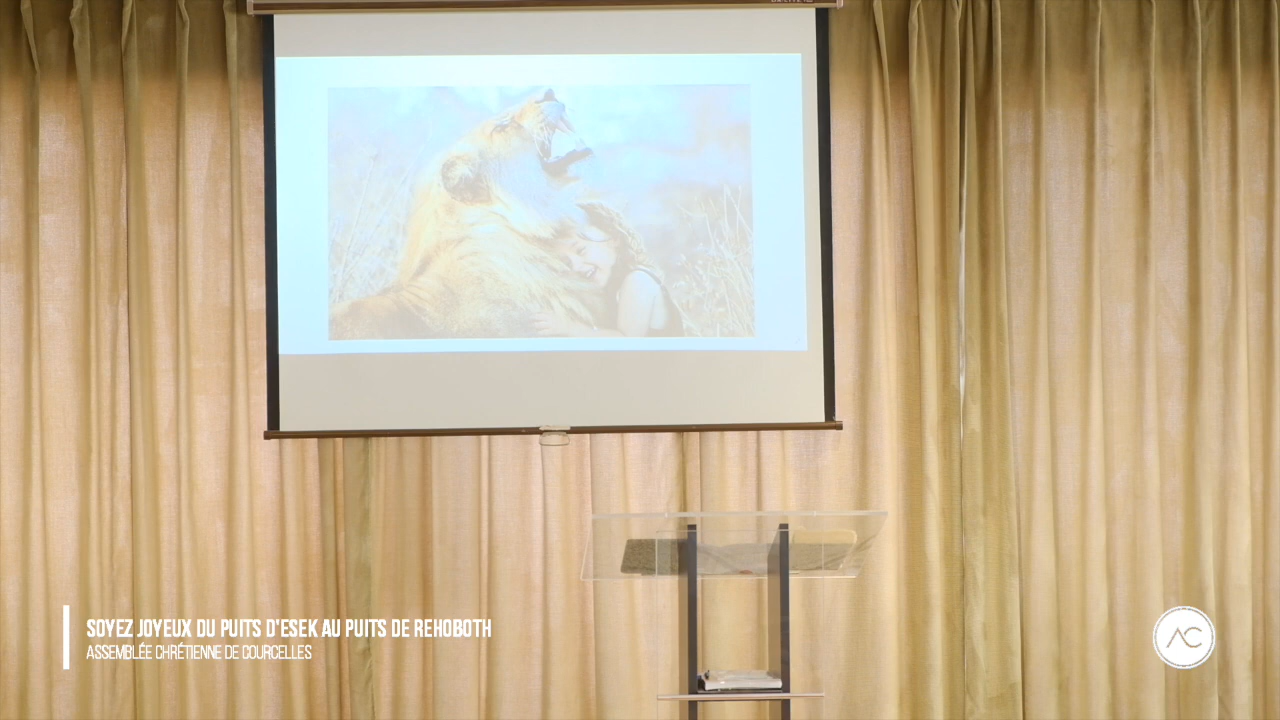 SOYEZ JOYEUX DU PUITS D'ESEK AU PUITS DE REHOBOTH
ASSEMBLÉE CHRÉTIENNE DE COURCELLES
AC